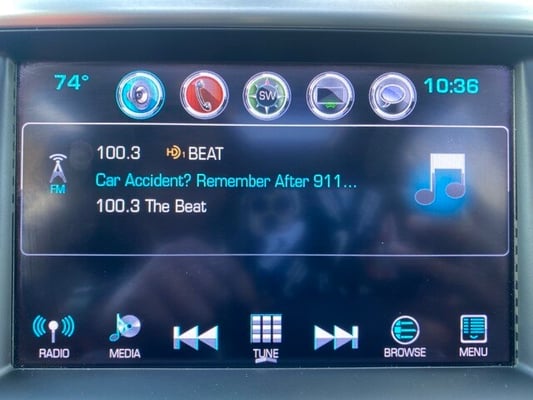 74° SW 10:36
100.3 HD1 BEAT
FM
Car Accident? Remember After 911...
100.3 The Beat
RADIO MEDIA TUNE BROWSE MENU